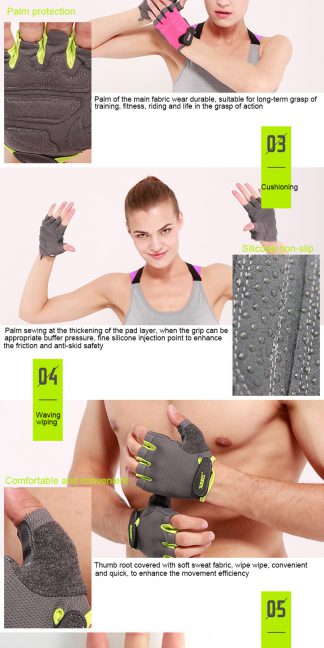 Palm protection
Palm of the main fabric wear durable, suitable for long-term grasp of
training, fitness, riding and life in the grasp of action
03
Cushioning
Silicone non-slip
Palm sewing at the thickening of the pad layer, when the grip can be
appropriate buffer pressure, fine silicone injection point to enhance
the friction and anti-skid safety
04
Waving
wiping
Comfortable and convenient
Thumb root covered with soft sweat fabric, wipe wipe, convenient
and quick, to enhance the movement efficiency
05